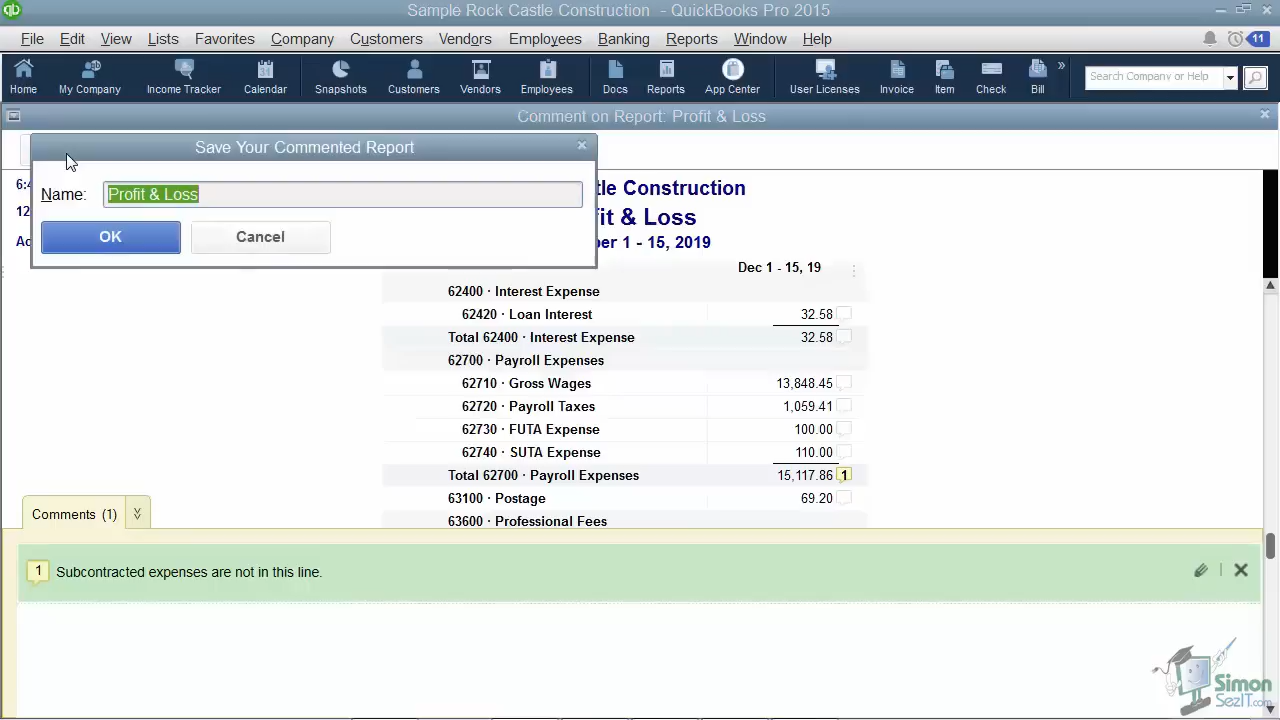 Sample Rock Castle Construction - QuickBooks Pro 2015
File Edit View Lists Favorites Company Customers Vendors Employees Banking Reports Window Help 11
Home My Company Income Tracker Calendar Snapshots Customers Vendors Employees Docs Reports App Center User Licenses Invoice Item Check Bill Search Company or Help
Comment on Report: Profit & Loss
Save Your Commented Report
Name: Profit & Loss
OK Cancel
6:4
12
Ac
tle Construction
fit & Loss
ber 1 - 15, 2019
Dec 1 - 15, 19
62400 · Interest Expense
62420 · Loan Interest 32.58
Total 62400 · Interest Expense 32.58
62700 · Payroll Expenses
62710 · Gross Wages 13,848.45
62720 · Payroll Taxes 1,059.41
62730 · FUTA Expense 100.00
62740 · SUTA Expense 110.00
Total 62700 · Payroll Expenses 15,117.86 1
63100 · Postage 69.20
63600 · Professional Fees
Comments (1)
1 Subcontracted expenses are not in this line.
Simon
SezIT.com